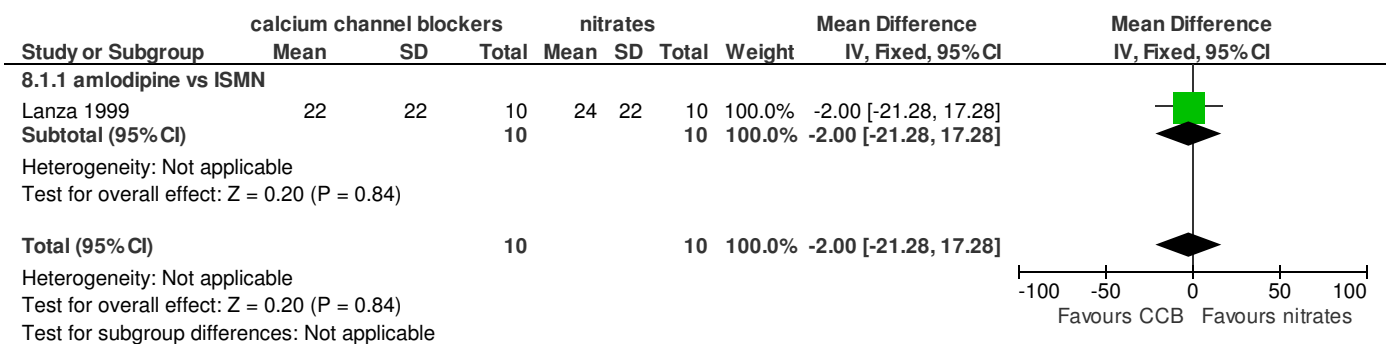 calcium channel blockers nitrates Mean Difference Mean Difference
Study or Subgroup Mean SD Total Mean SD Total Weight IV, Fixed, 95% CI IV, Fixed, 95% CI
8.1.1 amlodipine vs ISMN
Lanza 1999 22 22 10 24 22 10 100.0% -2.00 [-21.28, 17.28]
Subtotal (95% CI) 10 10 100.0% -2.00 [-21.28, 17.28]
Heterogeneity: Not applicable
Test for overall effect: Z = 0.20 (P = 0.84)
Total (95% CI) 10 10 100.0% -2.00 [-21.28, 17.28]
Heterogeneity: Not applicable
Test for overall effect: Z = 0.20 (P = 0.84)
Test for subgroup differences: Not applicable
-100 -50 0 50 100
Favours CCB Favours nitrates